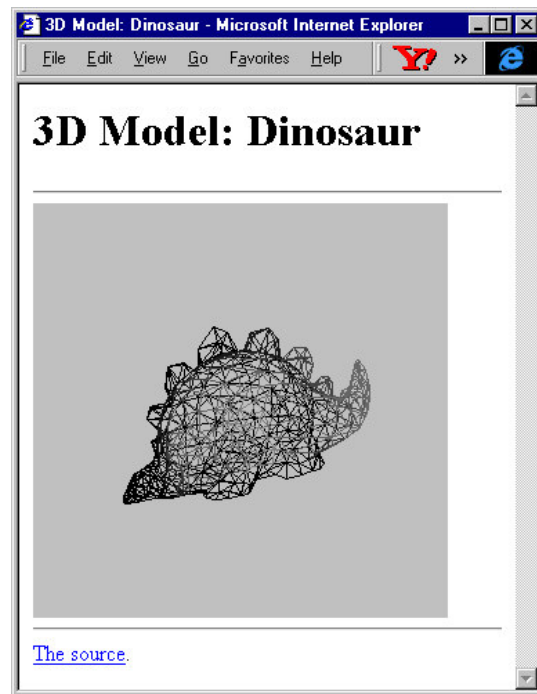 3D Model: Dinosaur - Microsoft Internet Explorer
File Edit View Go Favorites Help Y! »
3D Model: Dinosaur
The source.